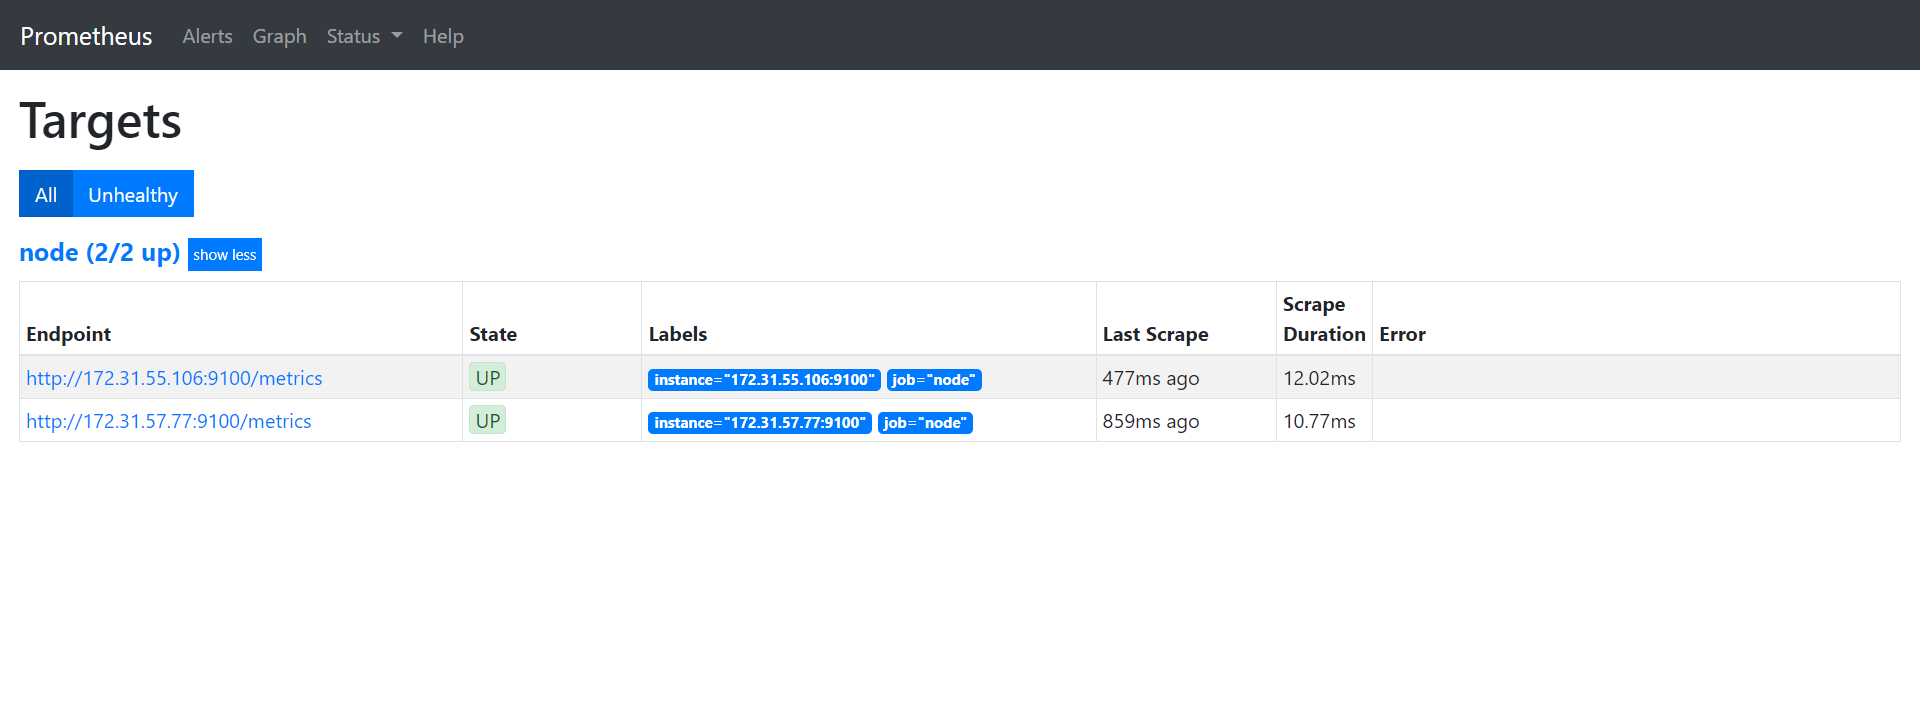 Prometheus Alerts Graph Status Help
Targets
All Unhealthy
node (2/2 up) show less
Endpoint State Labels Last Scrape Scrape Duration Error
http://172.31.55.106:9100/metrics UP instance="172.31.55.106:9100" job="node" 477ms ago 12.02ms
http://172.31.57.77:9100/metrics UP instance="172.31.57.77:9100" job="node" 859ms ago 10.77ms